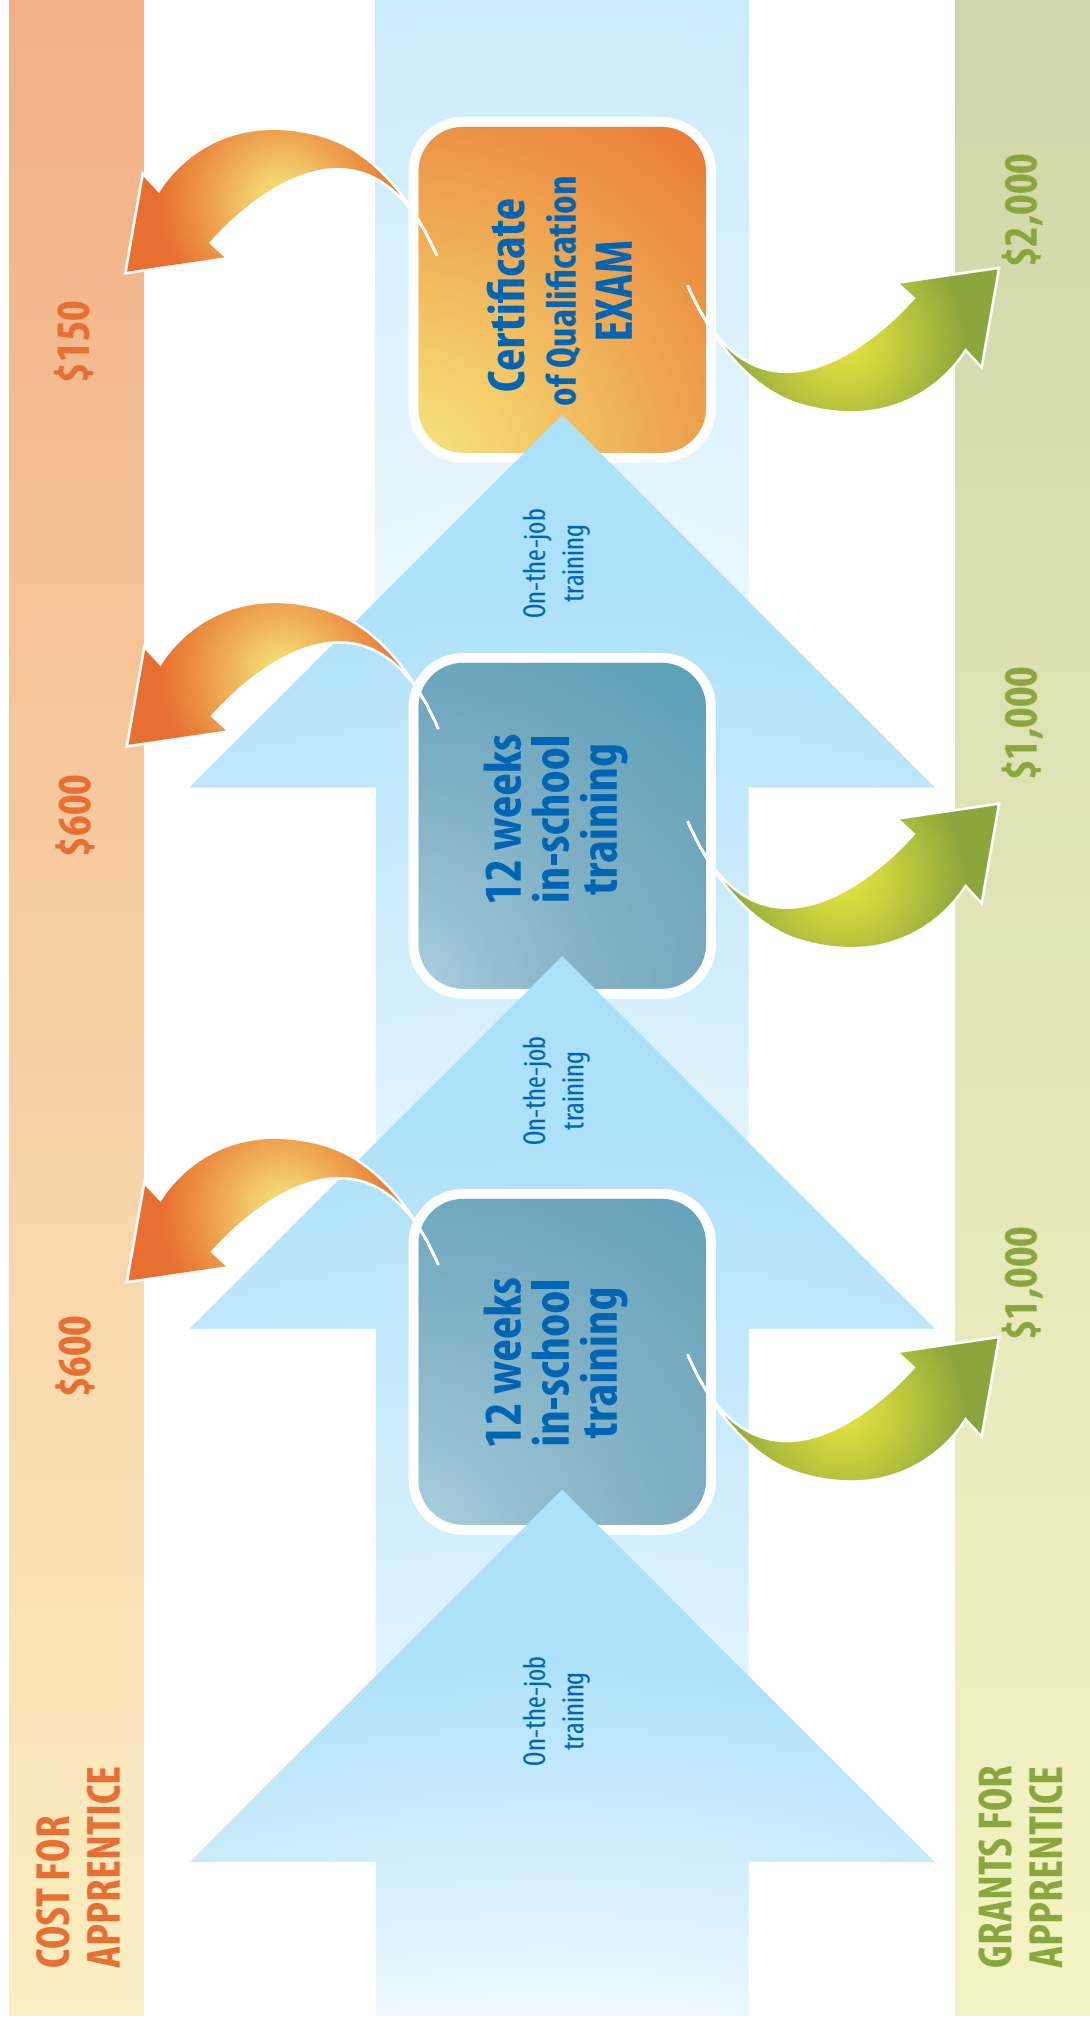 COST FOR
APPRENTICE
$600
$600
$150
On-the-job
training
12 weeks
in-school
training
On-the-job
training
12 weeks
in-school
training
On-the-job
training
Certificate
of Qualification
EXAM
GRANTS FOR
APPRENTICE
$1,000
$1,000
$2,000